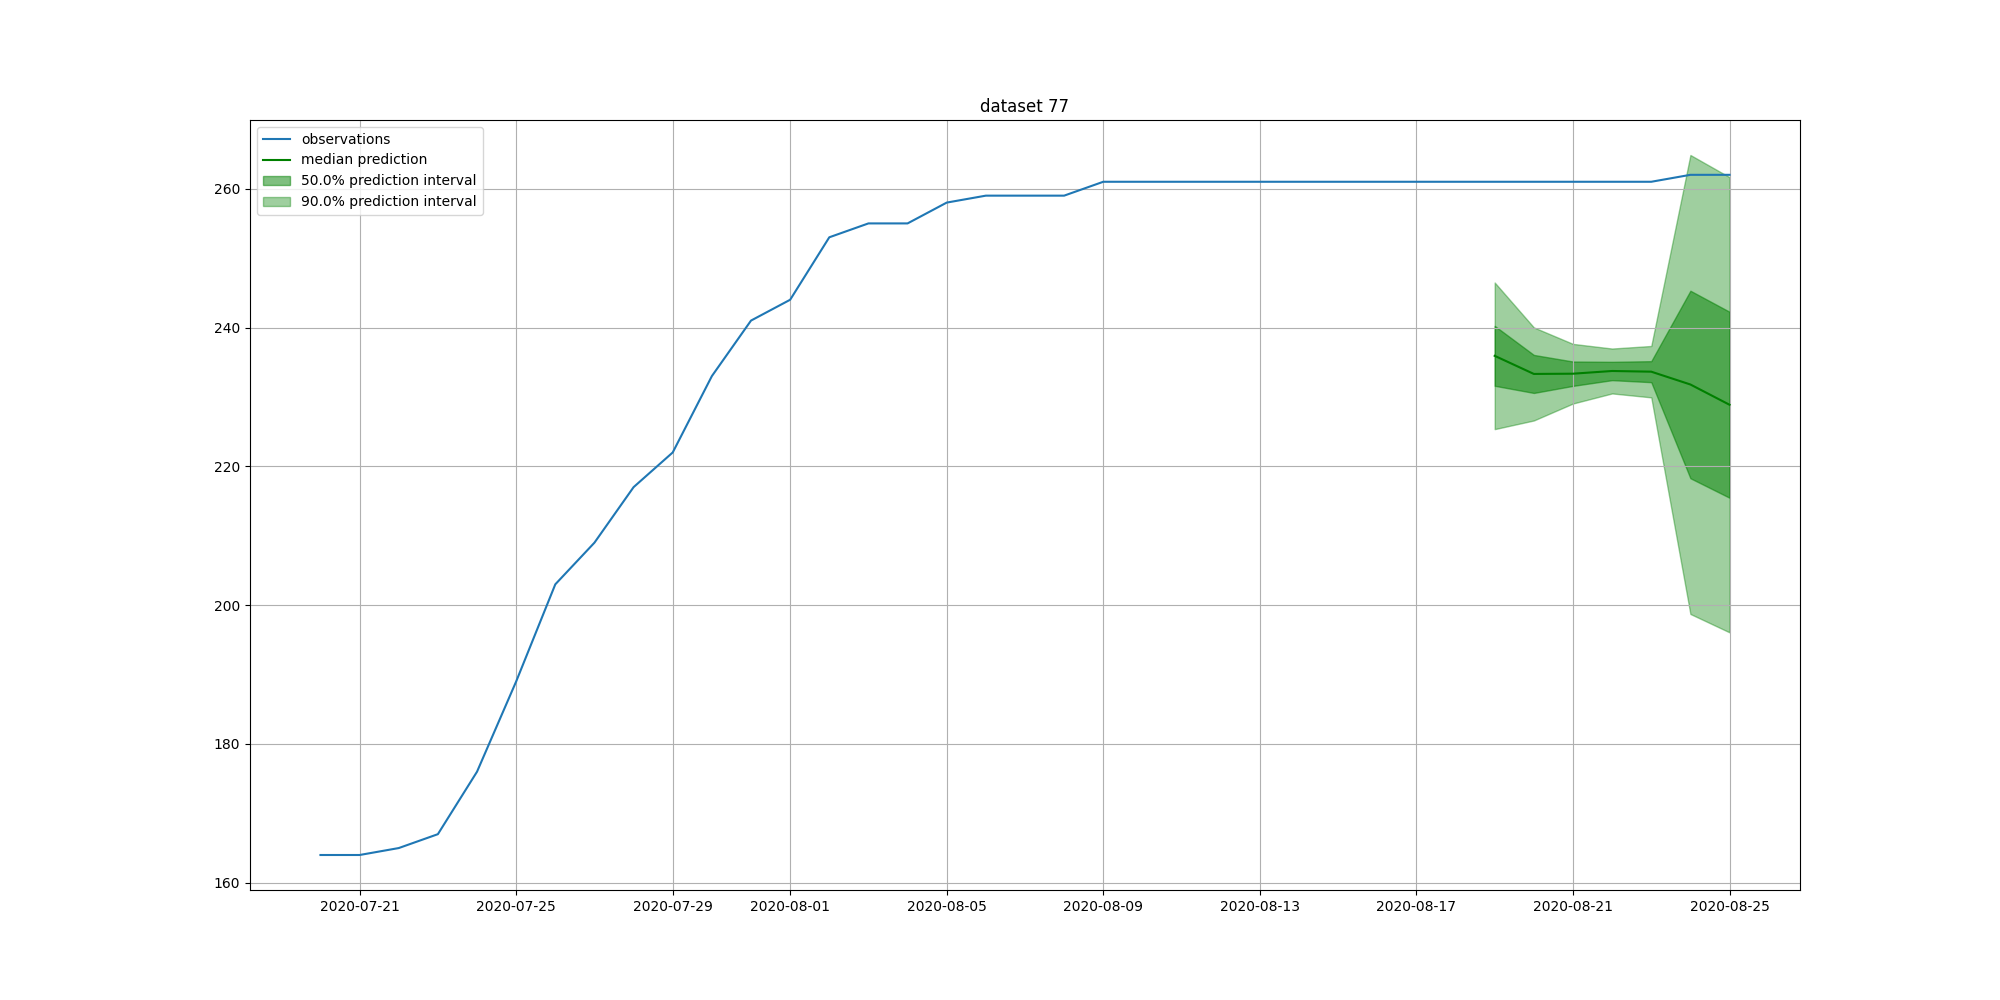 dataset 77
observations
median prediction
50.0% prediction interval
90.0% prediction interval
260
240
220
200
180
160
2020-07-21 2020-07-25 2020-07-29 2020-08-01 2020-08-05 2020-08-09 2020-08-13 2020-08-17 2020-08-21 2020-08-25